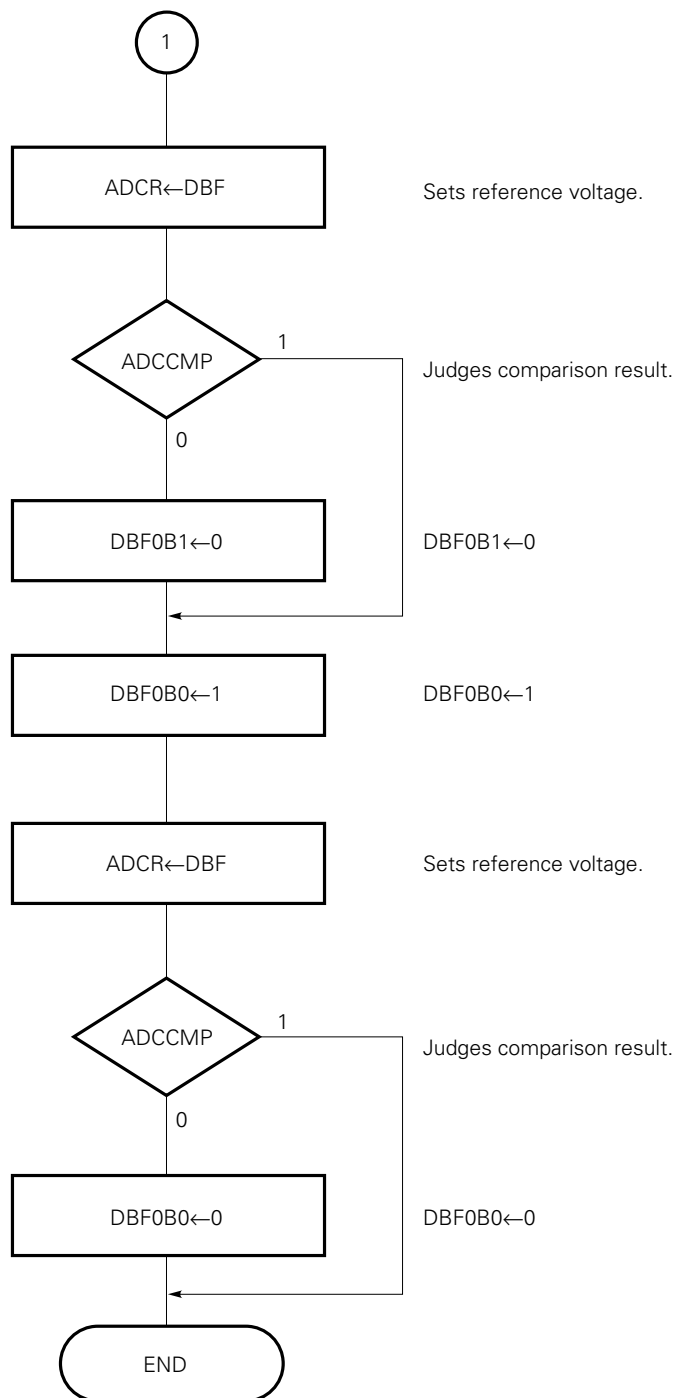 1
ADCR←DBF
Sets reference voltage.
ADCCMP
1
Judges comparison result.
0
DBF0B1←0
DBF0B1←0
DBF0B0←1
DBF0B0←1
ADCR←DBF
Sets reference voltage.
ADCCMP
1
Judges comparison result.
0
DBF0B0←0
DBF0B0←0
END